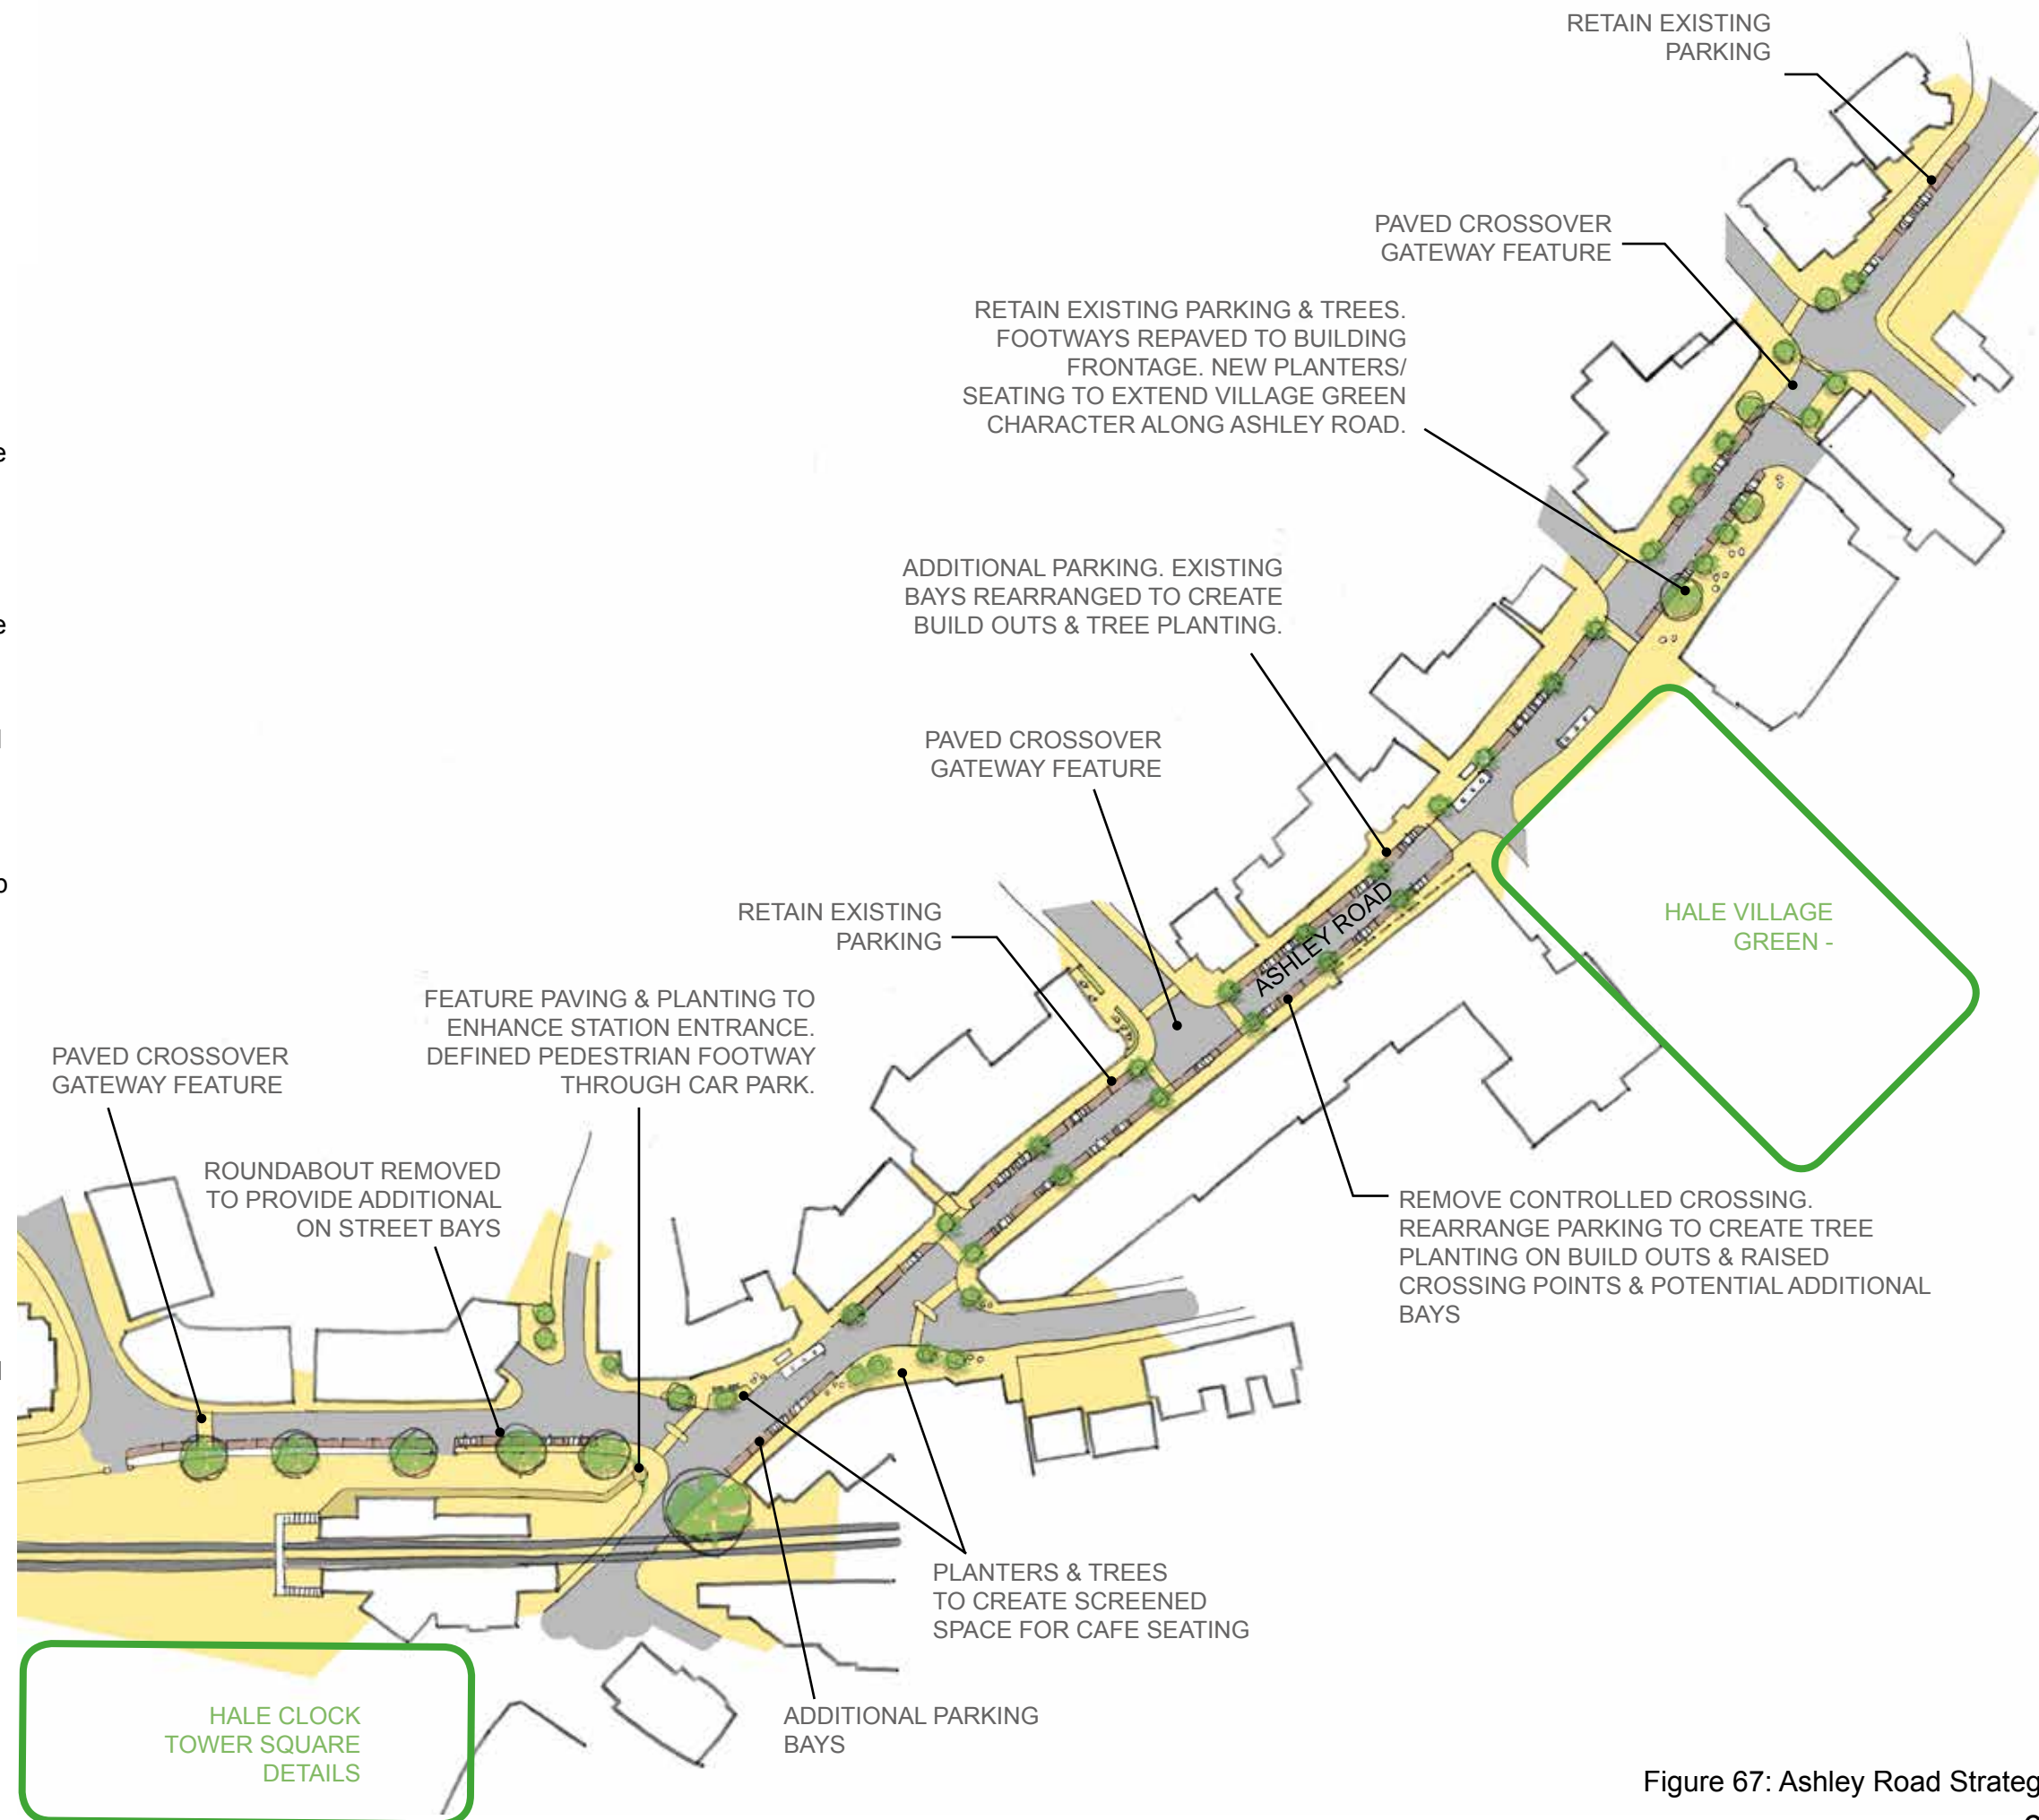 RETAIN EXISTING
PARKING
PAVED CROSSOVER
GATEWAY FEATURE
RETAIN EXISTING PARKING & TREES.
FOOTWAYS REPAVED TO BUILDING
FRONTAGE. NEW PLANTERS/
SEATING TO EXTEND VILLAGE GREEN
CHARACTER ALONG ASHLEY ROAD.
ADDITIONAL PARKING. EXISTING
BAYS REARRANGED TO CREATE
BUILD OUTS & TREE PLANTING.
PAVED CROSSOVER
GATEWAY FEATURE
ASHLEY ROAD
RETAIN EXISTING
PARKING
HALE VILLAGE
GREEN -
FEATURE PAVING & PLANTING TO
ENHANCE STATION ENTRANCE.
DEFINED PEDESTRIAN FOOTWAY
THROUGH CAR PARK.
PAVED CROSSOVER
GATEWAY FEATURE
ROUNDABOUT REMOVED
TO PROVIDE ADDITIONAL
ON STREET BAYS
REMOVE CONTROLLED CROSSING.
REARRANGE PARKING TO CREATE TREE
PLANTING ON BUILD OUTS & RAISED
CROSSING POINTS & POTENTIAL ADDITIONAL
BAYS
PLANTERS & TREES
TO CREATE SCREENED
SPACE FOR CAFE SEATING
ADDITIONAL PARKING
BAYS
HALE CLOCK
TOWER SQUARE
DETAILS
Figure 67: Ashley Road Strateg